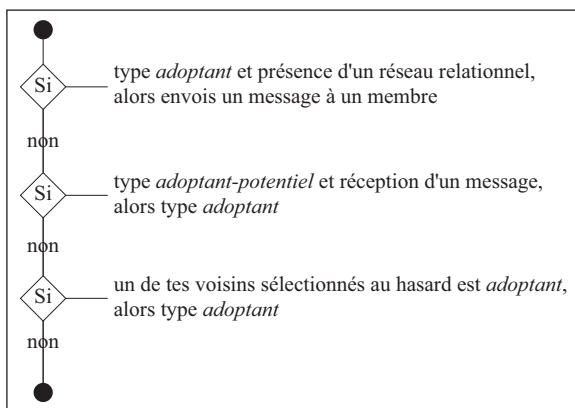 Si
type adoptant et présence d'un réseau relationnel,
alors envois un message à un membre
non
Si
type adoptant-potentiel et réception d'un message,
alors type adoptant
non
Si
un de tes voisins sélectionnés au hasard est adoptant,
alors type adoptant
non